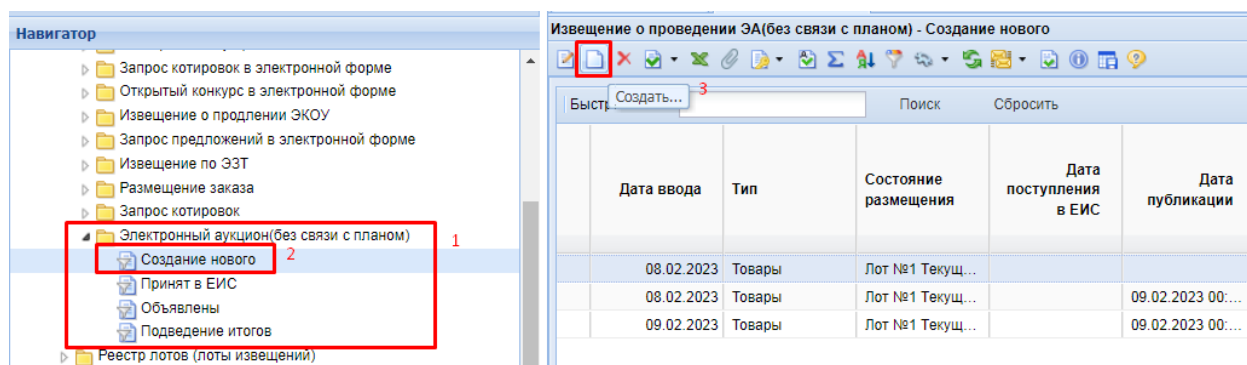 Навигатор
Запрос котировок в электронной форме
Открытый конкурс в электронной форме
Извещение о продлении ЭКОУ
Запрос предложений в электронной форме
Извещение по ЭЗТ
Размещение заказа
Запрос котировок
Электронный аукцион(без связи с планом)
1
Создание нового
2
Принят в ЕИС
Объявлены
Подведение итогов
Реестр лотов (лоты извещений)
Извещение о проведении ЭА(без связи с планом) - Создание нового
Создать...
3
Поиск
Сбросить
Дата ввода
Тип
Состояние
размещения
Дата
поступления
в ЕИС
Дата
публикации
08.02.2023 Товары Лот №1 Текущ...
08.02.2023 Товары Лот №1 Текущ... 09.02.2023 00:...
09.02.2023 Товары Лот №1 Текущ... 09.02.2023 00:...